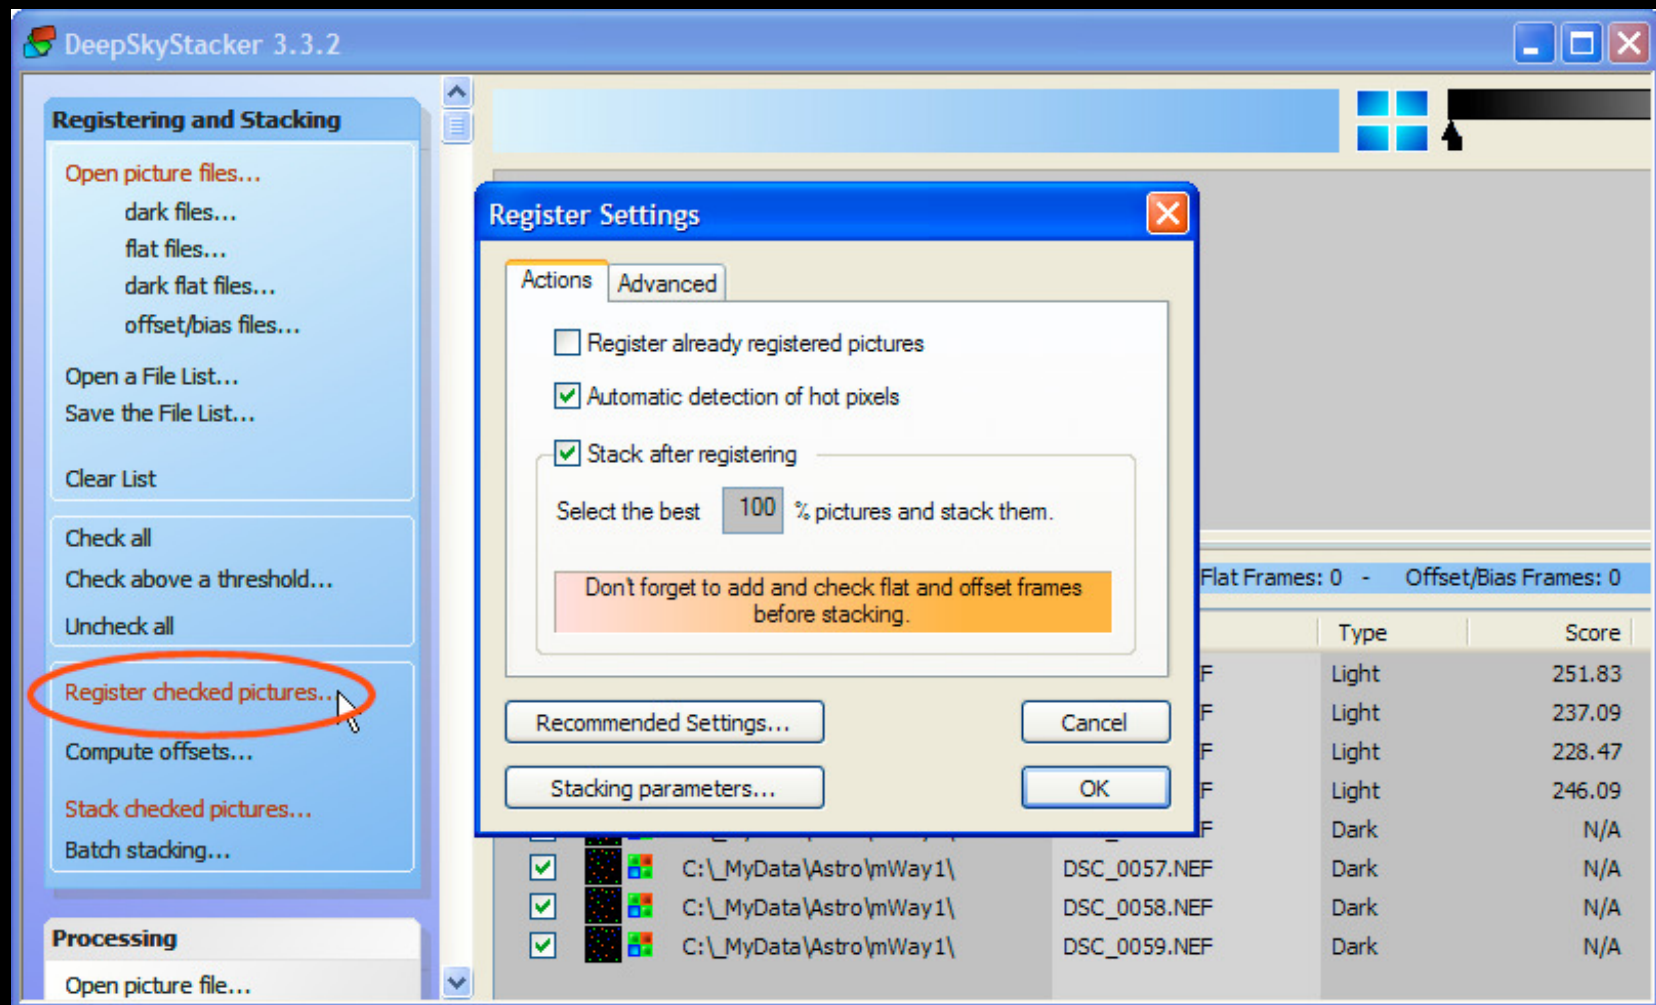 DeepSkyStacker 3.3.2
Registering and Stacking
Open picture files...
dark files...
flat files...
dark flat files...
offset/bias files...
Open a File List...
Save the File List...
Clear List
Check all
Check above a threshold...
Uncheck all
Register checked pictures...
Compute offsets...
Stack checked pictures...
Batch stacking...
Processing
Open picture file...
Register Settings
Actions Advanced
Register already registered pictures
Automatic detection of hot pixels
Stack after registering
Select the best 100 % pictures and stack them.
Don't forget to add and check flat and offset frames
before stacking.
Recommended Settings... Cancel
Stacking parameters... OK
Flat Frames: 0 - Offset/Bias Frames: 0
Type Score
F Light 251.83
F Light 237.09
F Light 228.47
F Light 246.09
F Dark N/A
C:\_MyData\Astro\mWay1\ DSC_0057.NEF Dark N/A
C:\_MyData\Astro\mWay1\ DSC_0058.NEF Dark N/A
C:\_MyData\Astro\mWay1\ DSC_0059.NEF Dark N/A